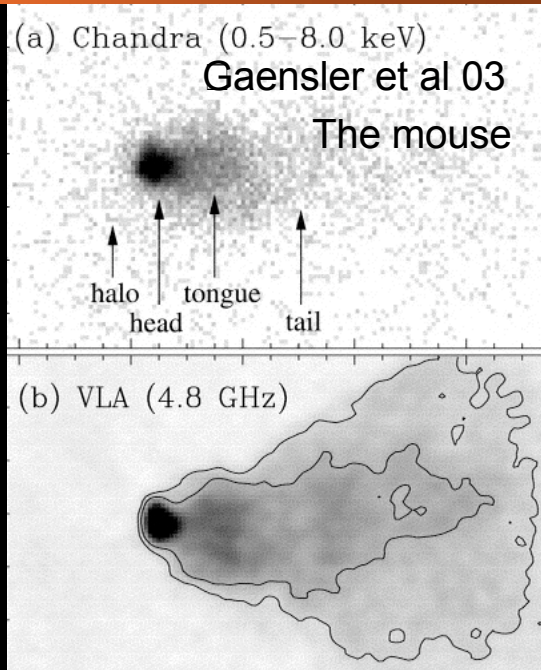 (a) Chandra (0.5–8.0 keV)
Gaensler et al 03
The mouse
halo
head
tongue
tail
(b) VLA (4.8 GHz)